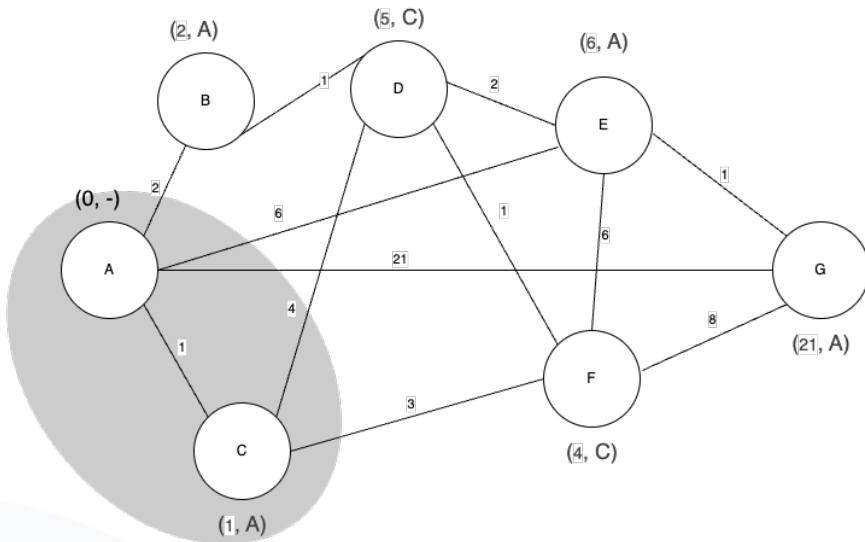 (5, C)
(2, A)
(6, A)
1
2
D
B
E
2
1
(0, -)
6
1
6
21
A
G
4
8
1
(21, A)
F
3
C
(4, C)
(1, A)